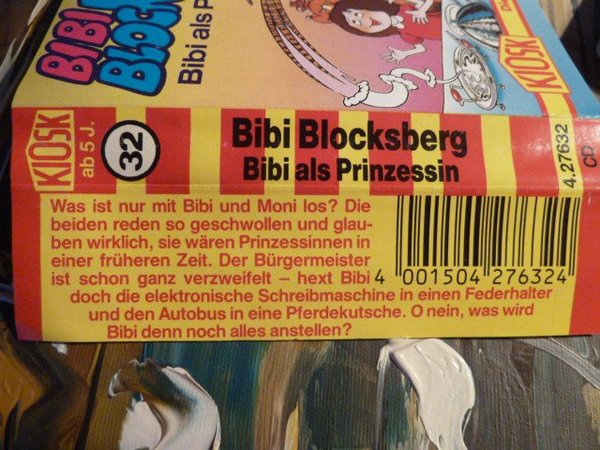 BIBI
BLOCK
Bibi als P
KIOSK
KIOSK
ab 5 J.
32
Bibi Blocksberg
Bibi als Prinzessin
4.27632
CD
Was ist nur mit Bibi und Moni los? Die
beiden reden so geschwollen und glau-
ben wirklich, sie wären Prinzessinnen in
einer früheren Zeit. Der Bürgermeister
ist schon ganz verzweifelt – hext Bibi
doch die elektronische Schreibmaschine in einen Federhalter
und den Autobus in eine Pferdekutsche. O nein, was wird
Bibi denn noch alles anstellen?
4 001504 276324